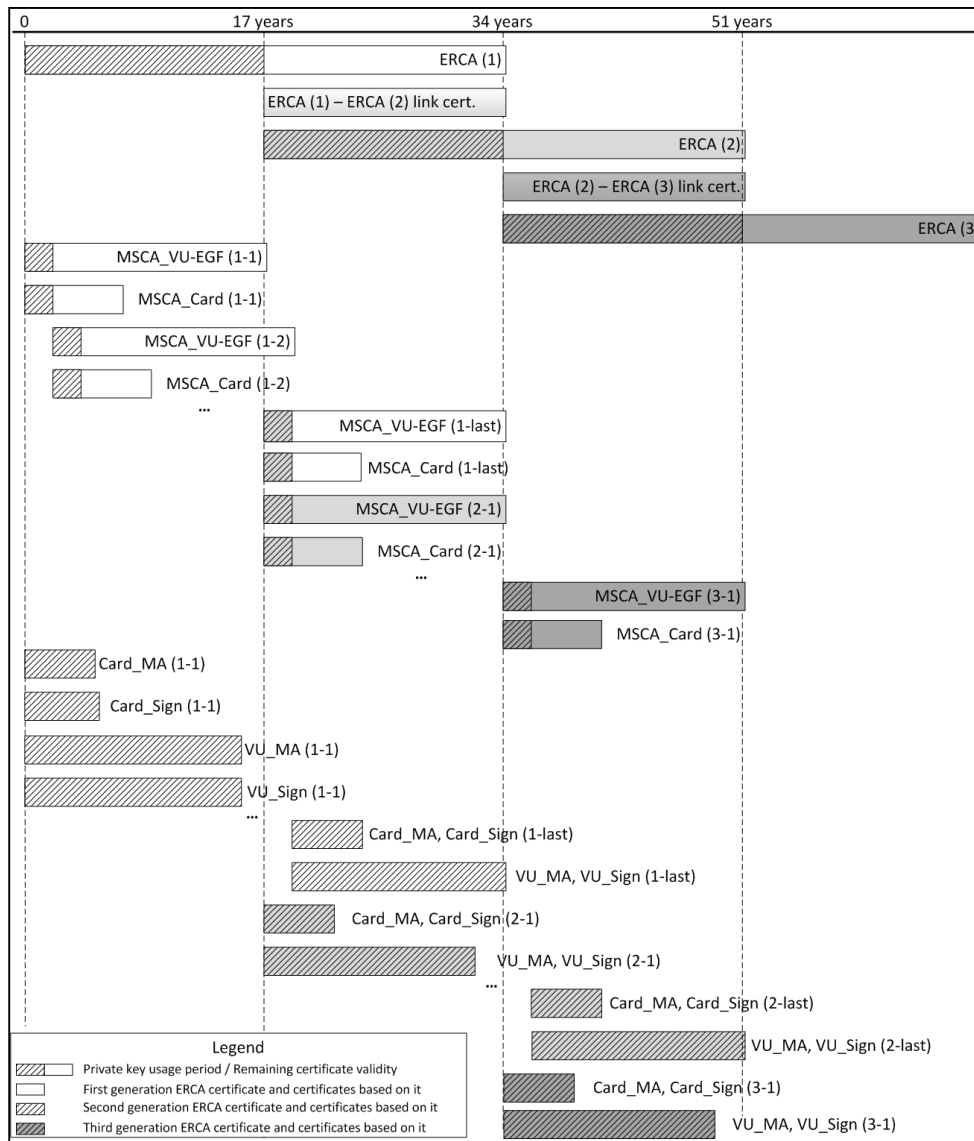 0 17 years 34 years 51 years
ERCA (1)
ERCA (1) – ERCA (2) link cert.
ERCA (2)
ERCA (2) – ERCA (3) link cert.
ERCA (3
MSCA_VU-EGF (1-1)
MSCA_Card (1-1)
MSCA_VU-EGF (1-2)
MSCA_Card (1-2)
...
MSCA_VU-EGF (1-last)
MSCA_Card (1-last)
MSCA_VU-EGF (2-1)
MSCA_Card (2-1)
...
MSCA_VU-EGF (3-1)
MSCA_Card (3-1)
Card_MA (1-1)
Card_Sign (1-1)
VU_MA (1-1)
VU_Sign (1-1)
...
Card_MA, Card_Sign (1-last)
VU_MA, VU_Sign (1-last)
Card_MA, Card_Sign (2-1)
VU_MA, VU_Sign (2-1)
...
Card_MA, Card_Sign (2-last)
VU_MA, VU_Sign (2-last)
Card_MA, Card_Sign (3-1)
VU_MA, VU_Sign (3-1)
Legend
Private key usage period / Remaining certificate validity
First generation ERCA certificate and certificates based on it
Second generation ERCA certificate and certificates based on it
Third generation ERCA certificate and certificates based on it